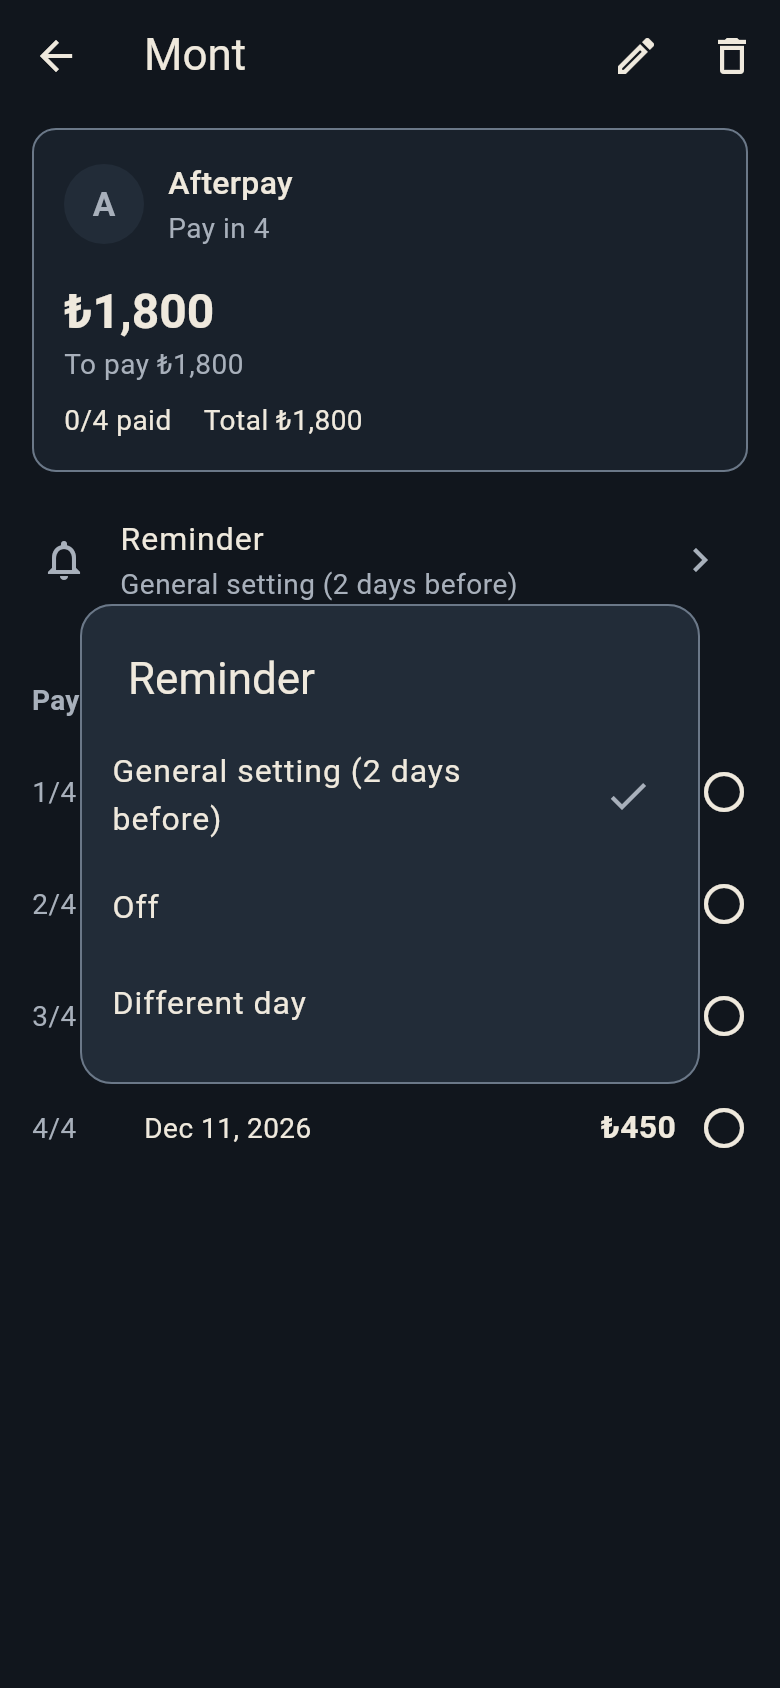 Mont
A
Afterpay
Pay in 4
₺1,800
To pay ₺1,800
0/4 paid Total ₺1,800
Reminder
General setting (2 days before)
Reminder
General setting (2 days
before)
Off
Different day
Pay
1/4
2/4
3/4
4/4 Dec 11, 2026 ₺450